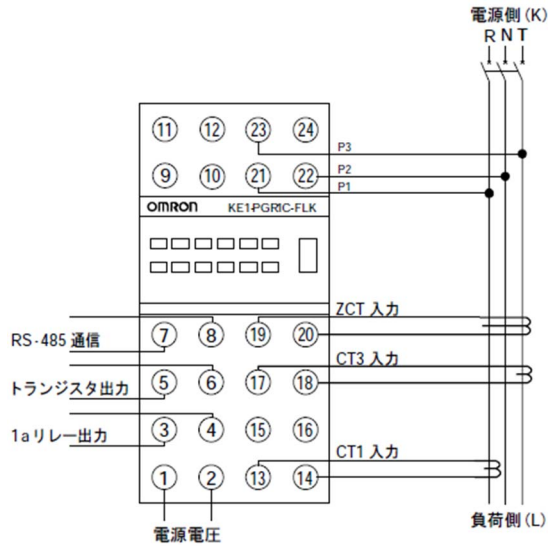 電源側(K)
R N T
⑪ ⑫ ㉓ ㉔
P3
⑨ ⑩ ㉑ ㉒
P2
P1
OMRON KE1-PGR1C-FLK
ZCT 入力
RS-485 通信
⑦ ⑧ ⑲ ⑳
CT3 入力
トランジスタ出力
⑤ ⑥ ⑰ ⑱
1aリレー出力
③ ④ ⑮ ⑯
CT1 入力
① ② ⑬ ⑭
電源電圧
負荷側(L)